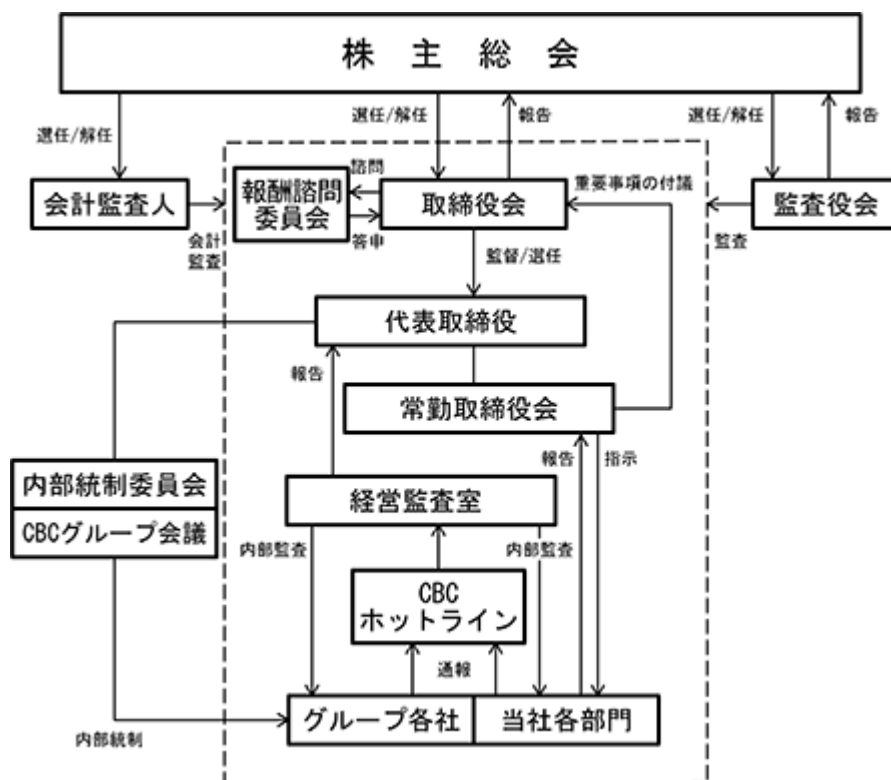 株主総会
選任/解任
選任/解任
報告
選任/解任
報告
会計監査人
報酬諮問
委員会
諮問
答申
取締役会
重要事項の付議
監査役会
会計
監査
監督/選任
監査
代表取締役
報告
常勤取締役会
内部統制委員会
CBCグループ会議
経営監査室
報告
指示
内部監査
内部監査
CBC
ホットライン
通報
グループ各社
当社各部門
内部統制